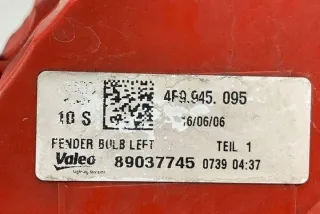 4F9.945. 095
10 S
16/06/06
FENDER BULB LEFT TEIL 1
Valeo 89037745 0739 04:37